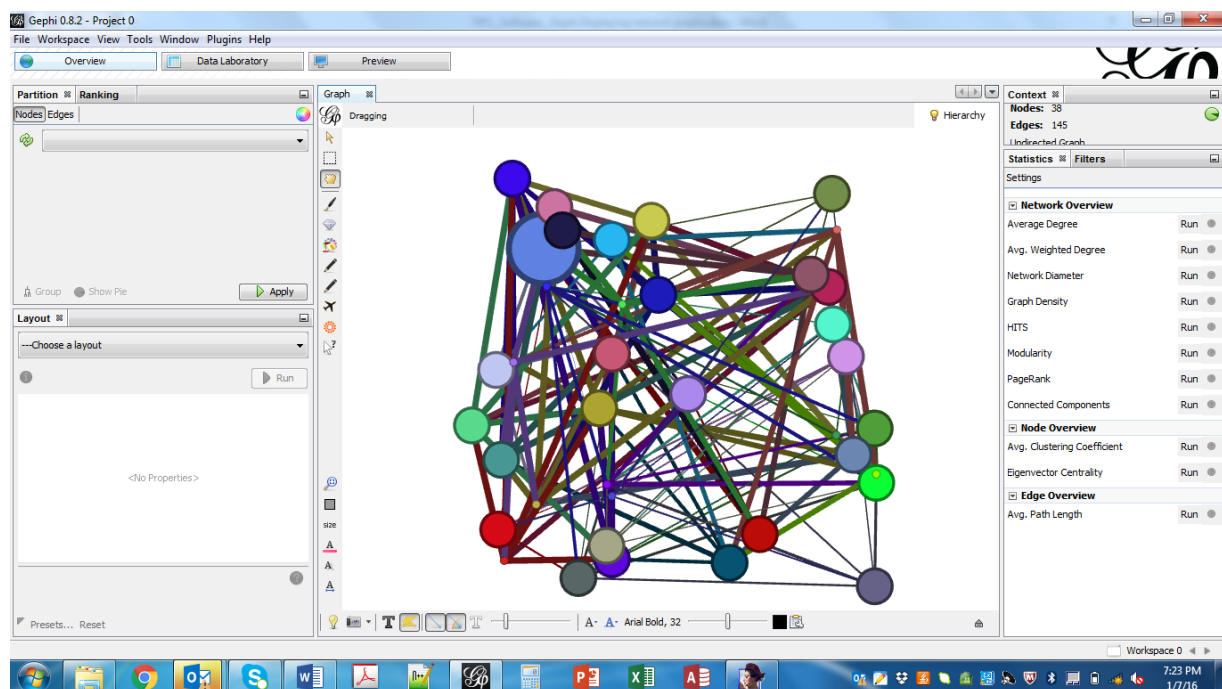 Gephi 0.8.2 - Project 0
File Workspace View Tools Window Plugins Help
Overview Data Laboratory Preview
Partition Ranking
Nodes Edges
Group Show Pie Apply
Layout
---Choose a layout
Run
<No Properties>
Presets... Reset
Graph
Dragging Hierarchy
size
A
A
A
T T A- A- Arial Bold, 32
Context
Nodes: 38
Edges: 145
Undirected Graph
Statistics Filters
Settings
Network Overview
Average Degree Run
Avg. Weighted Degree Run
Network Diameter Run
Graph Density Run
HITS Run
Modularity Run
PageRank Run
Connected Components Run
Node Overview
Avg. Clustering Coefficient Run
Eigenvector Centrality Run
Edge Overview
Avg. Path Length Run
Workspace 0
7:23 PM
1/7/16